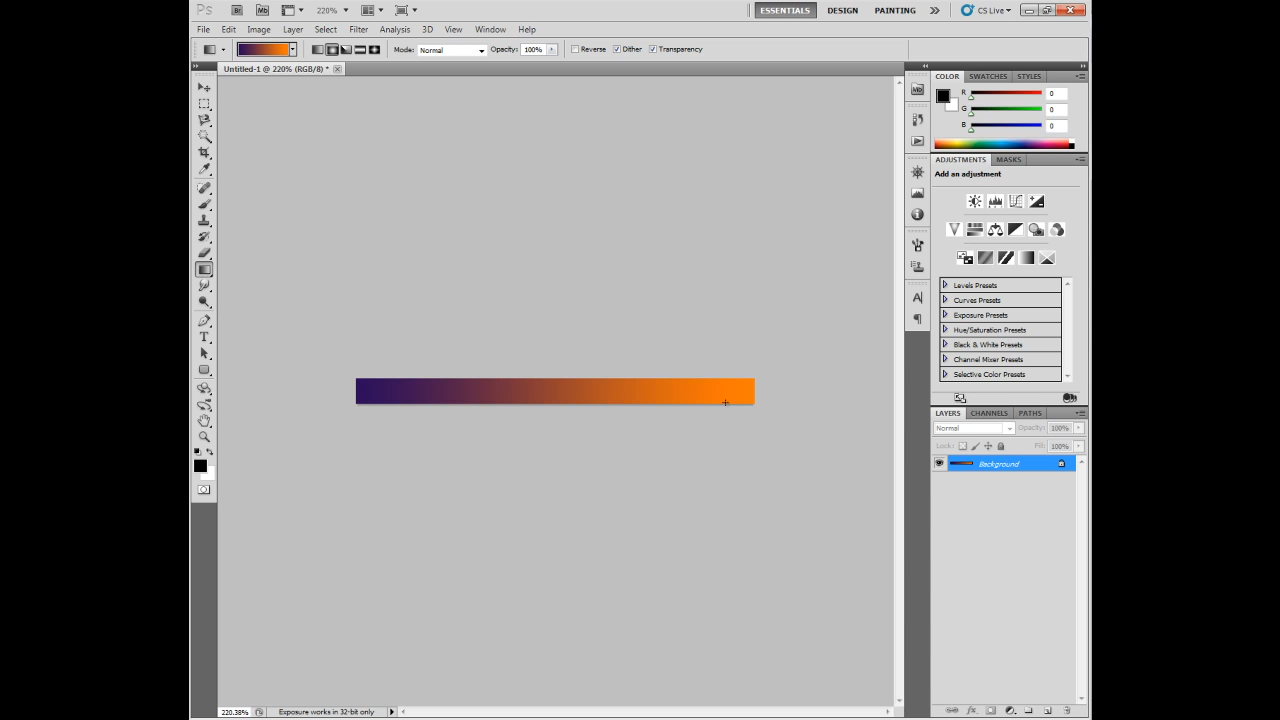 Ps Br Mb 220% ESSENTIALS DESIGN PAINTING CS Live
File Edit Image Layer Select Filter Analysis 3D View Window Help
Mode: Normal Opacity: 100% Reverse Dither Transparency
Untitled-1 @ 220% (RGB/8) *
COLOR SWATCHES STYLES
Mb
R 0
G 0
B 0
ADJUSTMENTS MASKS
Add an adjustment
Levels Presets
Curves Presets
Exposure Presets
Hue/Saturation Presets
Black & White Presets
Channel Mixer Presets
Selective Color Presets
LAYERS CHANNELS PATHS
Normal Opacity: 100%
Lock: Fill: 100%
Background
220.38% Exposure works in 32-bit only